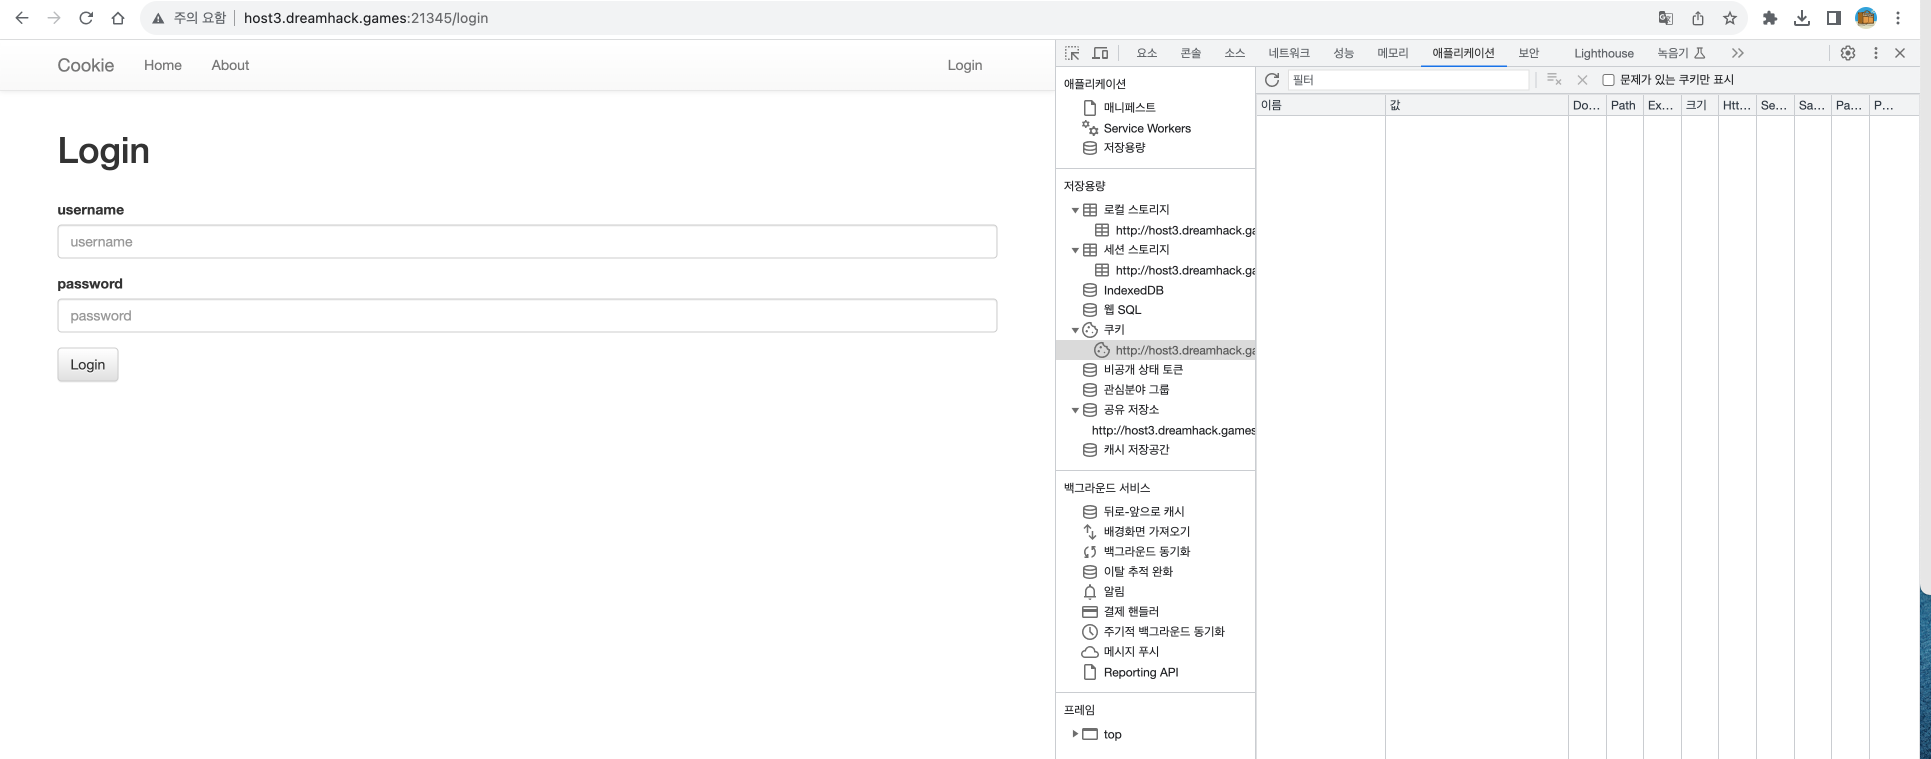 주의 요함 host3.dreamhack.games:21345/login
Cookie Home About Login
Login
username
username
password
password
Login
요소 콘솔 소스 네트워크 성능 메모리 애플리케이션 보안 Lighthouse 녹음기
필터 문제가 있는 쿠키만 표시
이름 값 Do... Path Ex... 크기 Htt... Se... Sa... Pa... P...
애플리케이션
매니페스트
Service Workers
저장용량
저장용량
로컬 스토리지
http://host3.dreamhack.ga
세션 스토리지
http://host3.dreamhack.ga
IndexedDB
웹 SQL
쿠키
http://host3.dreamhack.ga
비공개 상태 토큰
관심분야 그룹
공유 저장소
http://host3.dreamhack.games
캐시 저장공간
백그라운드 서비스
뒤로-앞으로 캐시
배경화면 가져오기
백그라운드 동기화
이탈 추적 완화
알림
결제 핸들러
주기적 백그라운드 동기화
메시지 푸시
Reporting API
프레임
top